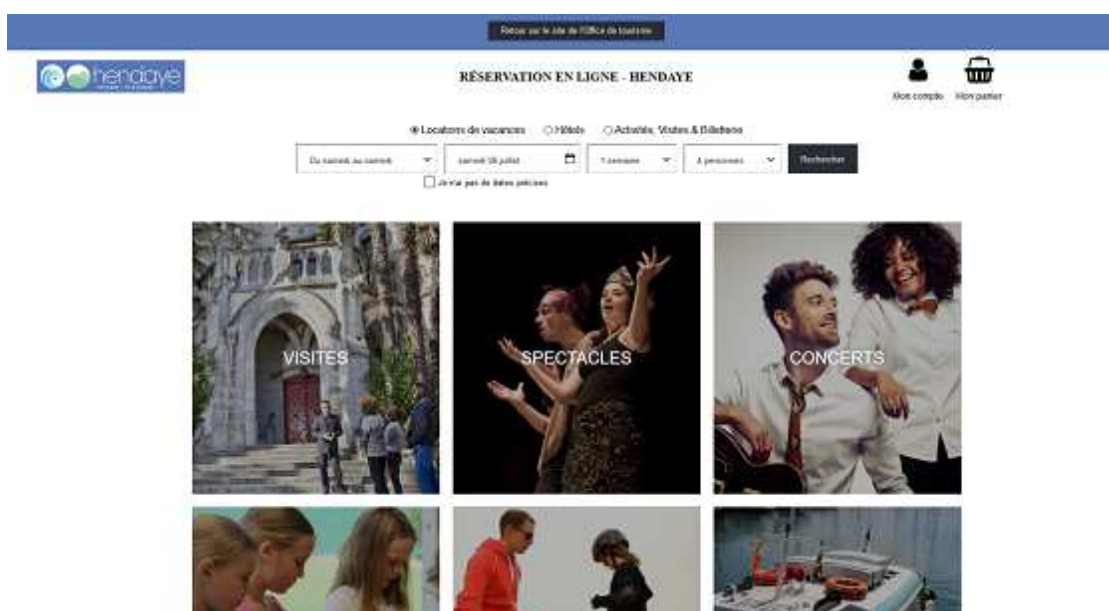 Retour sur le site de l'Office de tourisme
hendaye
RÉSERVATION EN LIGNE - HENDAYE
Mon compte
Mon panier
Locations de vacances
Hôtels
Activités, Visites & Billetterie
Du samedi au samedi
samedi juillet
1 semaine
4 personnes
Rechercher
Je n'ai pas de dates précises
VISITES
SPECTACLES
CONCERTS